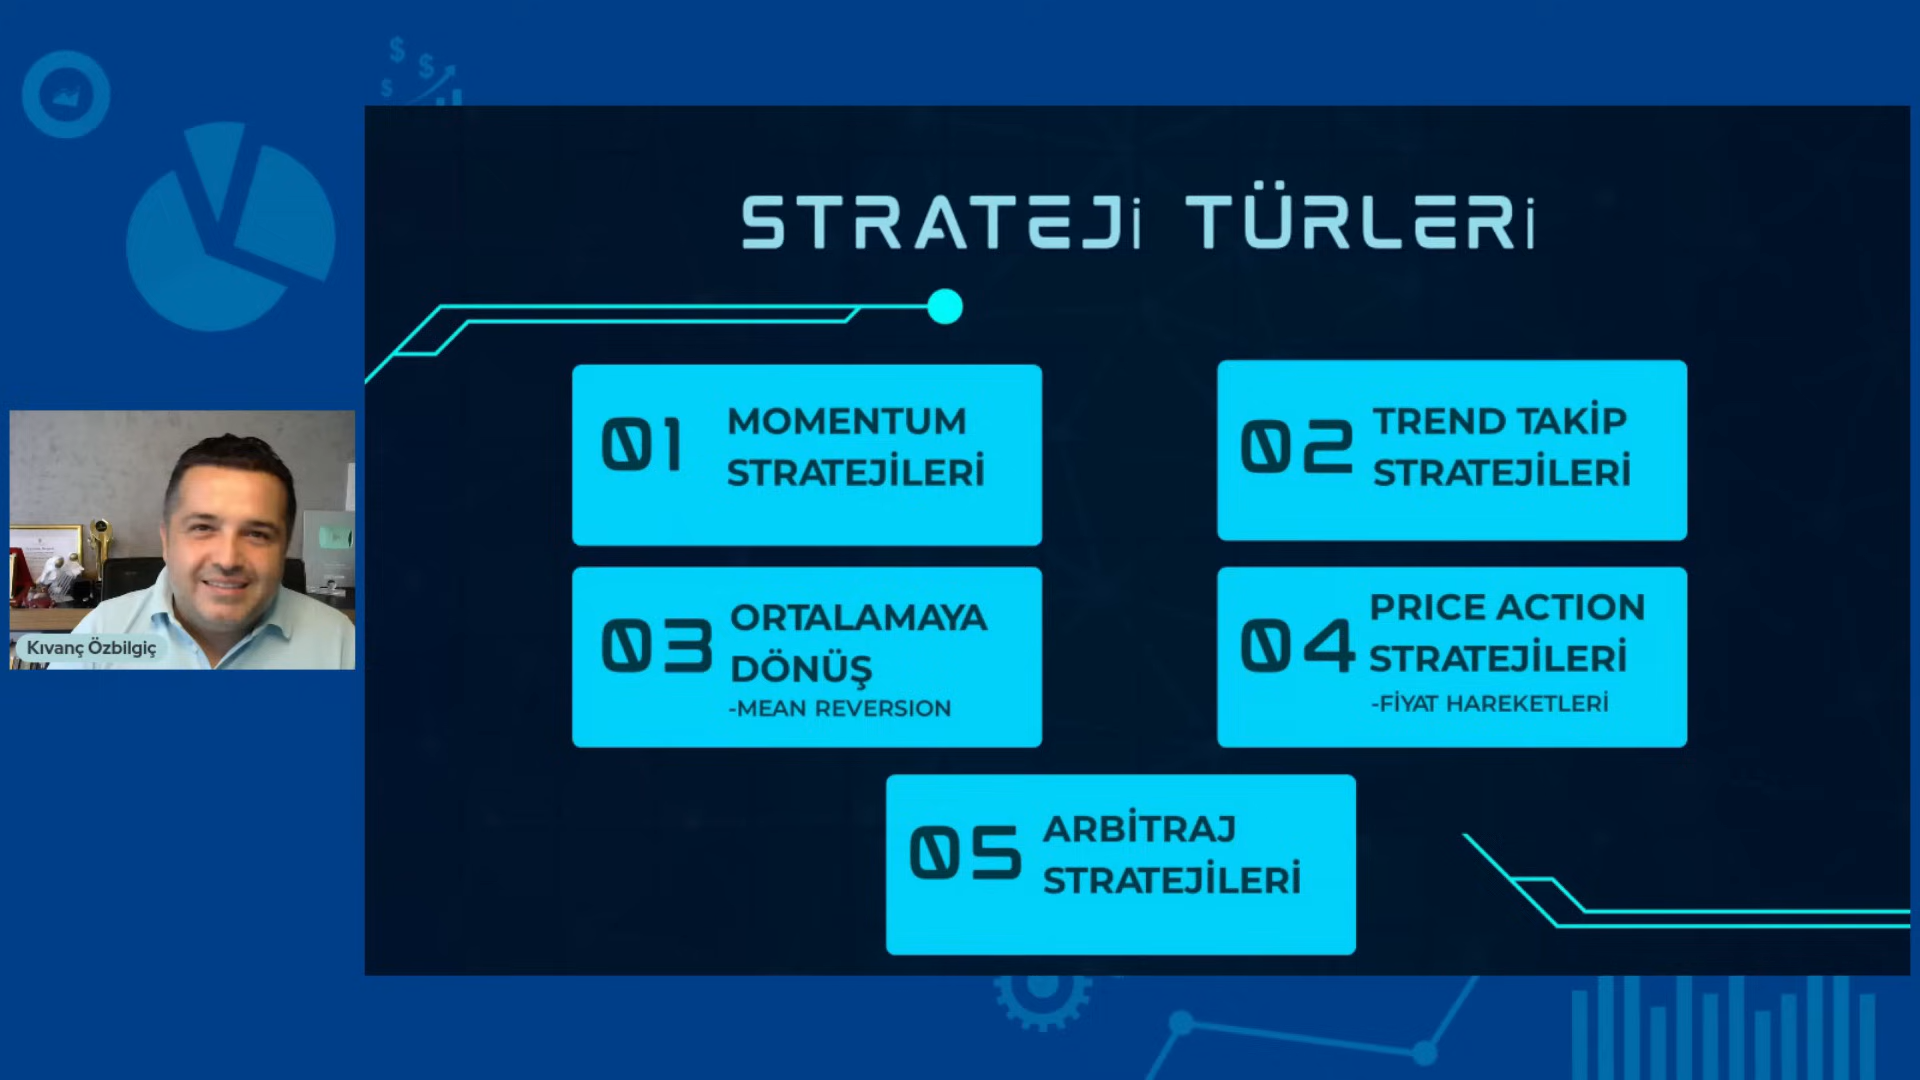 STRATEJİ TÜRLERİ
01
MOMENTUM
STRATEJİLERİ
02
TREND TAKİP
STRATEJİLERİ
03
ORTALAMAYA
DÖNÜŞ
-MEAN REVERSION
04
PRICE ACTION
STRATEJİLERİ
-FİYAT HAREKETLERİ
05
ARBİTRAJ
STRATEJİLERİ
Kıvanç Özbilgiç
$
$
$